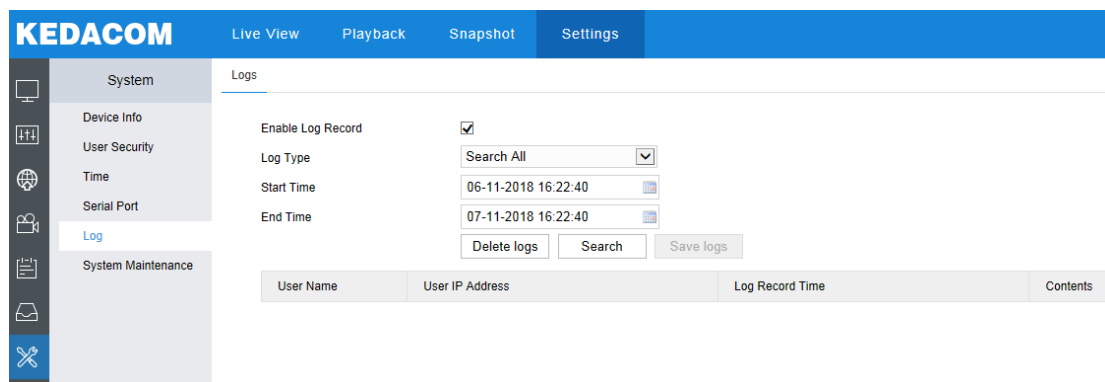 KEDACOM Live View Playback Snapshot Settings
System
Device Info
User Security
Time
Serial Port
Log
System Maintenance
Logs
Enable Log Record
Log Type Search All
Start Time 06-11-2018 16:22:40
End Time 07-11-2018 16:22:40
Delete logs Search Save logs
User Name User IP Address Log Record Time Contents